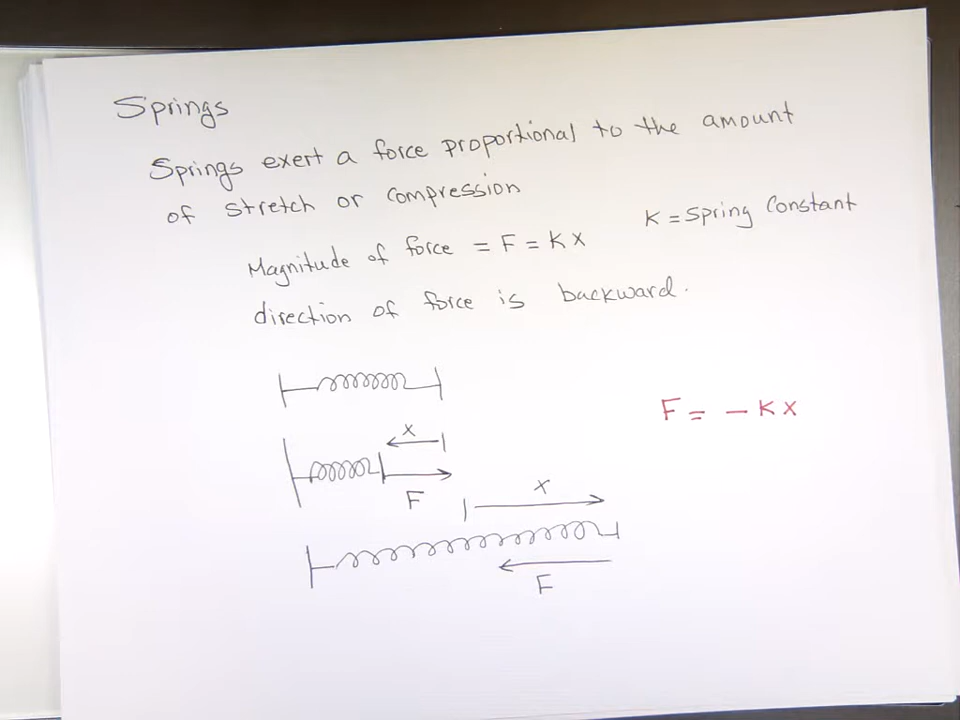 Springs
Springs exert a force proportional to the amount
of stretch or compression
K = Spring Constant
Magnitude of force = F = K x
direction of force is backward.
F = - K x
x
F
x
F